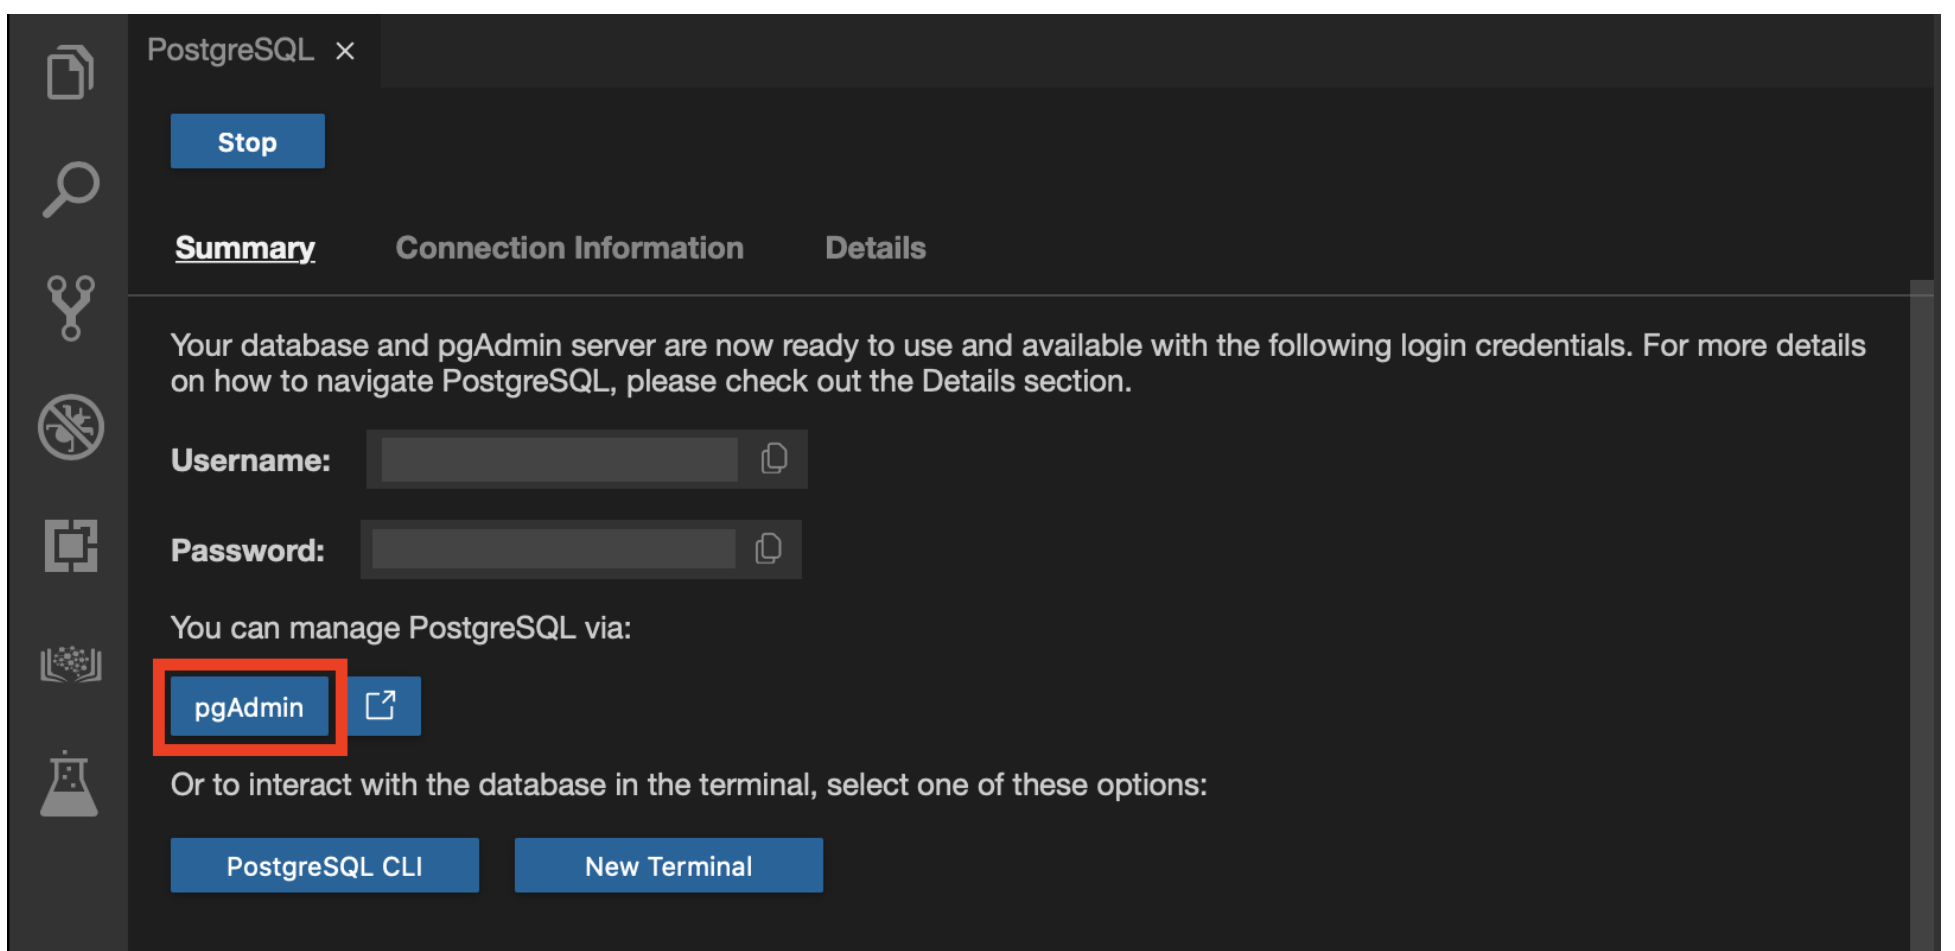 PostgreSQL
Stop
Summary Connection Information Details
Your database and pgAdmin server are now ready to use and available with the following login credentials. For more details
on how to navigate PostgreSQL, please check out the Details section.
Username:
Password:
You can manage PostgreSQL via:
pgAdmin
Or to interact with the database in the terminal, select one of these options:
PostgreSQL CLI New Terminal